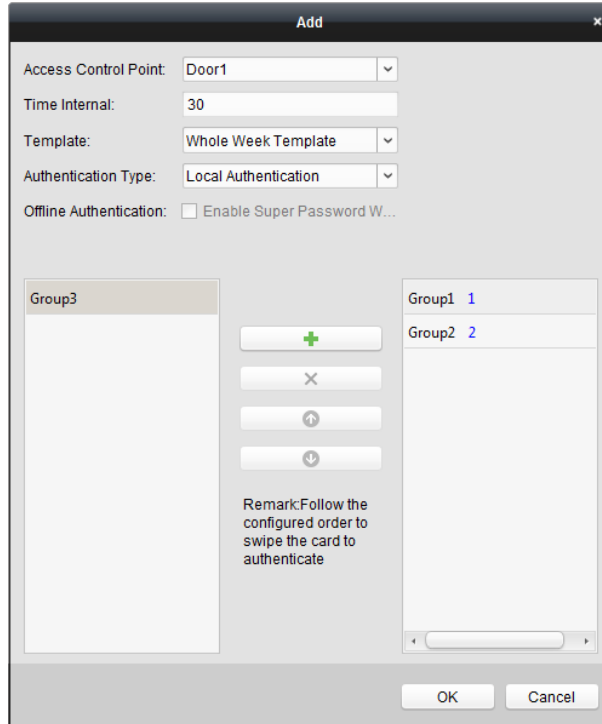 Add
Access Control Point: Door1
Time Internal: 30
Template: Whole Week Template
Authentication Type: Local Authentication
Offline Authentication: Enable Super Password W...
Group3
Group1 1
Group2 2
Remark:Follow the
configured order to
swipe the card to
authenticate
OK Cancel